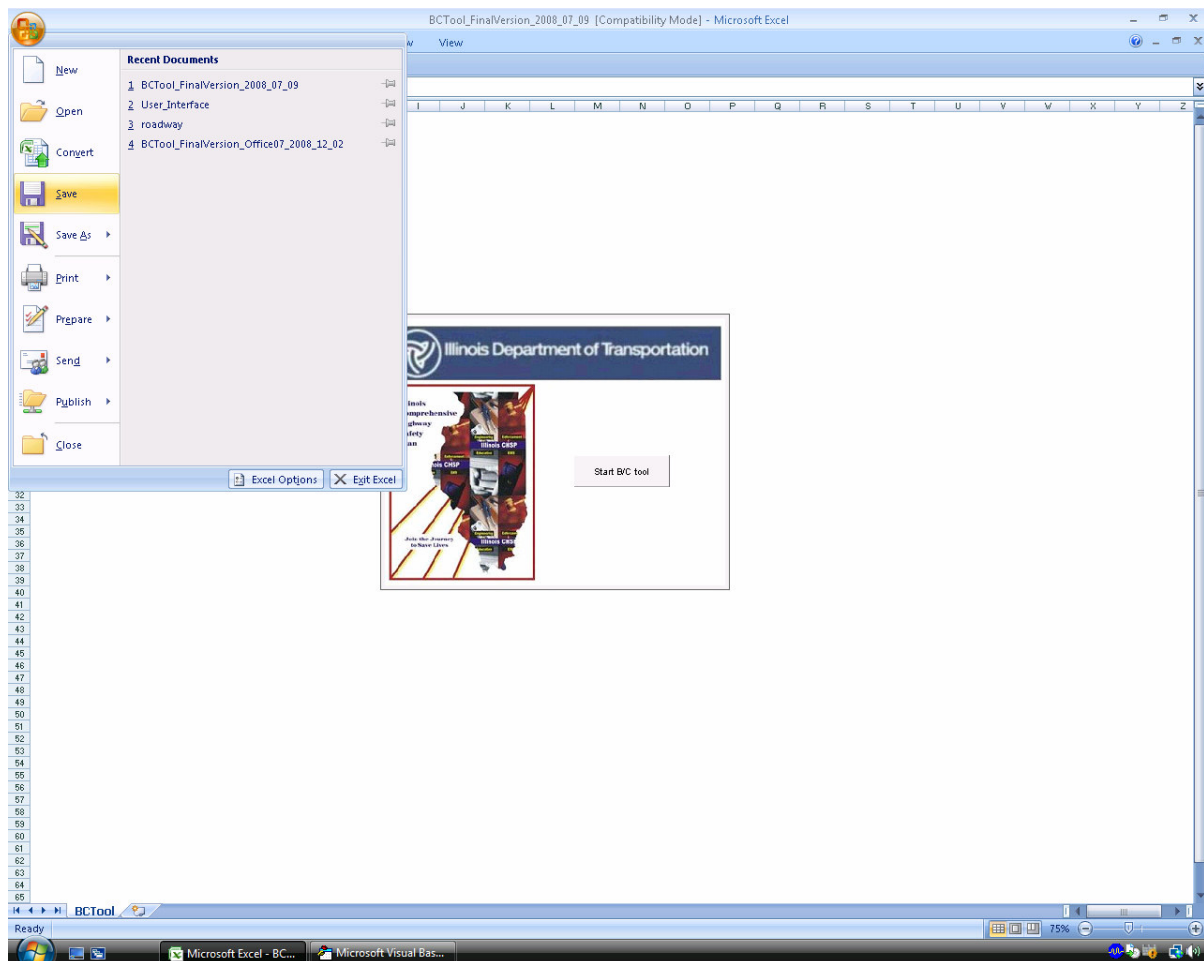 BCTool_FinalVersion_2008_07_09 [Compatibility Mode] - Microsoft Excel
View
Recent Documents
New
1 BCTool_FinalVersion_2008_07_09
2 User_Interface
Open
3 roadway
4 BCTool_FinalVersion_Office07_2008_12_02
Convert
Save
Save As
Print
Prepare
Send
Publish
Close
Excel Options
Exit Excel
I J K L M N O P Q R S T U V W X Y Z
Illinois Department of Transportation
Illinois CHSP
Start B/C tool
Join the Journey
to Save Lives
Illinois CHSP
32
33
34
35
36
37
38
39
40
41
42
43
44
45
46
47
48
49
50
51
52
53
54
55
56
57
58
59
60
61
62
63
64
65
BCTool
Ready
75%
Microsoft Excel - BC...
Microsoft Visual Bas...